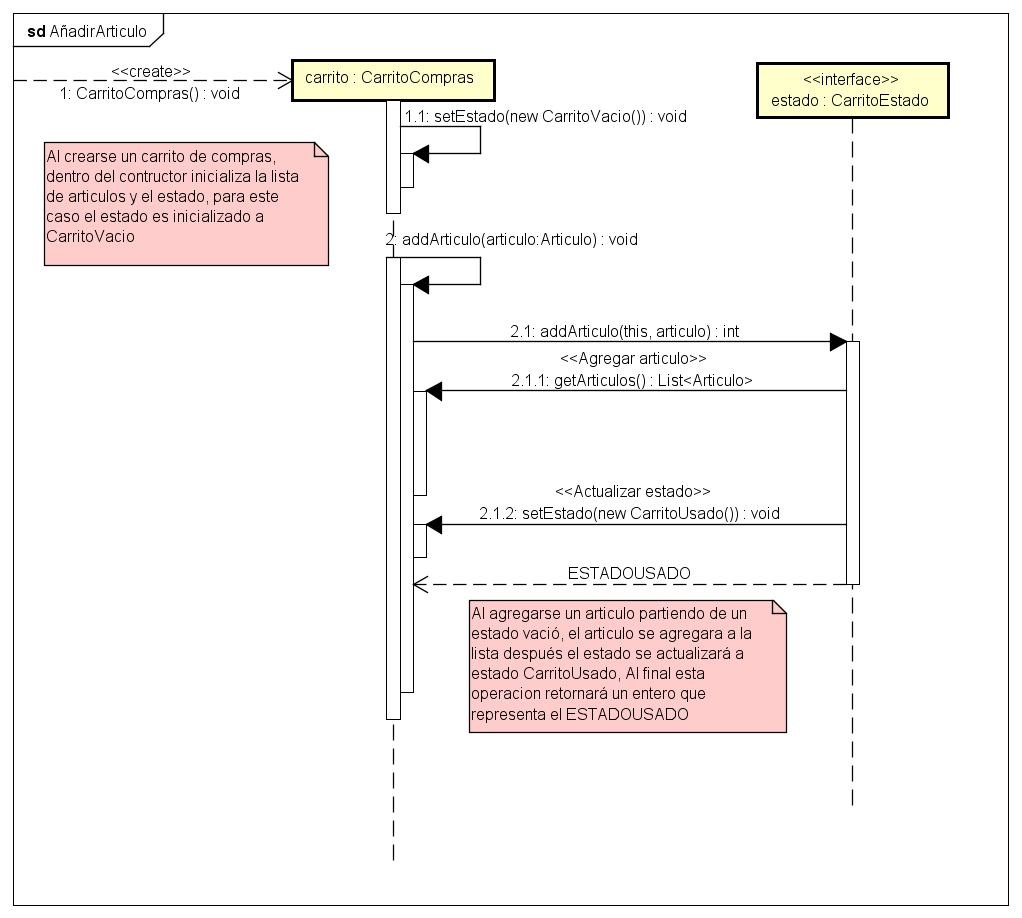 sd AñadirArticulo
<<create>>
1: CarritoCompras() : void
carrito : CarritoCompras
<<interface>>
estado : CarritoEstado
1.1: setEstado(new CarritoVacio()) : void
Al crearse un carrito de compras,
dentro del contructor inicializa la lista
de articulos y el estado, para este
caso el estado es inicializado a
CarritoVacio
2: addArticulo(articulo:Articulo) : void
2.1: addArticulo(this, articulo) : int
<<Agregar articulo>>
2.1.1: getArticulos() : List<Articulo>
<<Actualizar estado>>
2.1.2: setEstado(new CarritoUsado()) : void
ESTADOUSADO
Al agregarse un articulo partiendo de un
estado vació, el articulo se agregara a la
lista después el estado se actualizará a
estado CarritoUsado, Al final esta
operacion retornará un entero que
representa el ESTADOUSADO